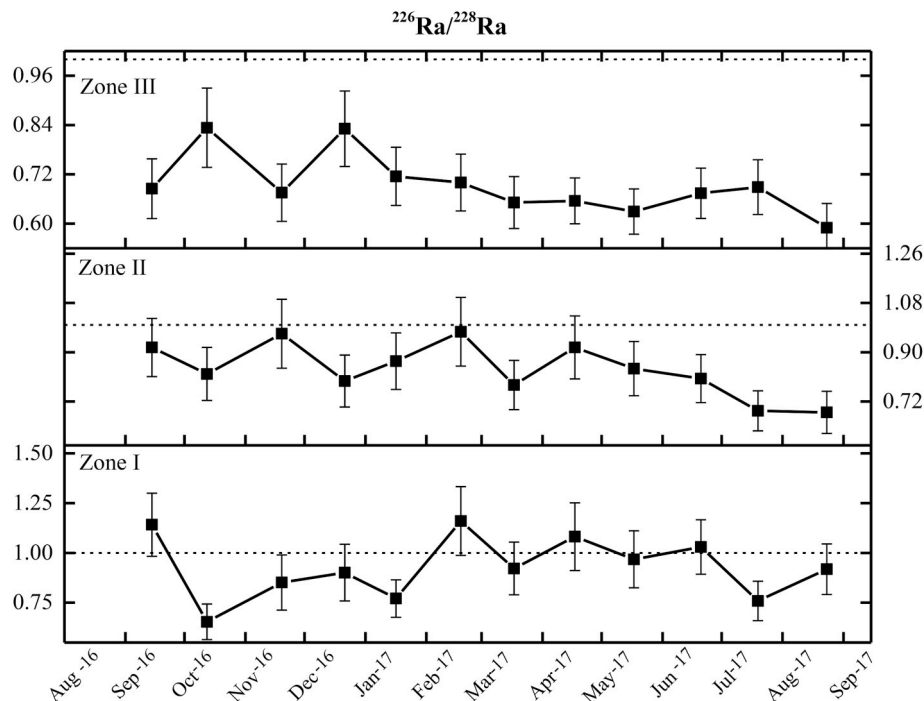 ²²⁶Ra/²²⁸Ra
Zone III
0.96
0.84
0.72
0.60
Zone II
1.26
1.08
0.90
0.72
Zone I
1.50
1.25
1.00
0.75
Aug-16
Sep-16
Oct-16
Nov-16
Dec-16
Jan-17
Feb-17
Mar-17
Apr-17
May-17
Jun-17
Jul-17
Aug-17
Sep-17